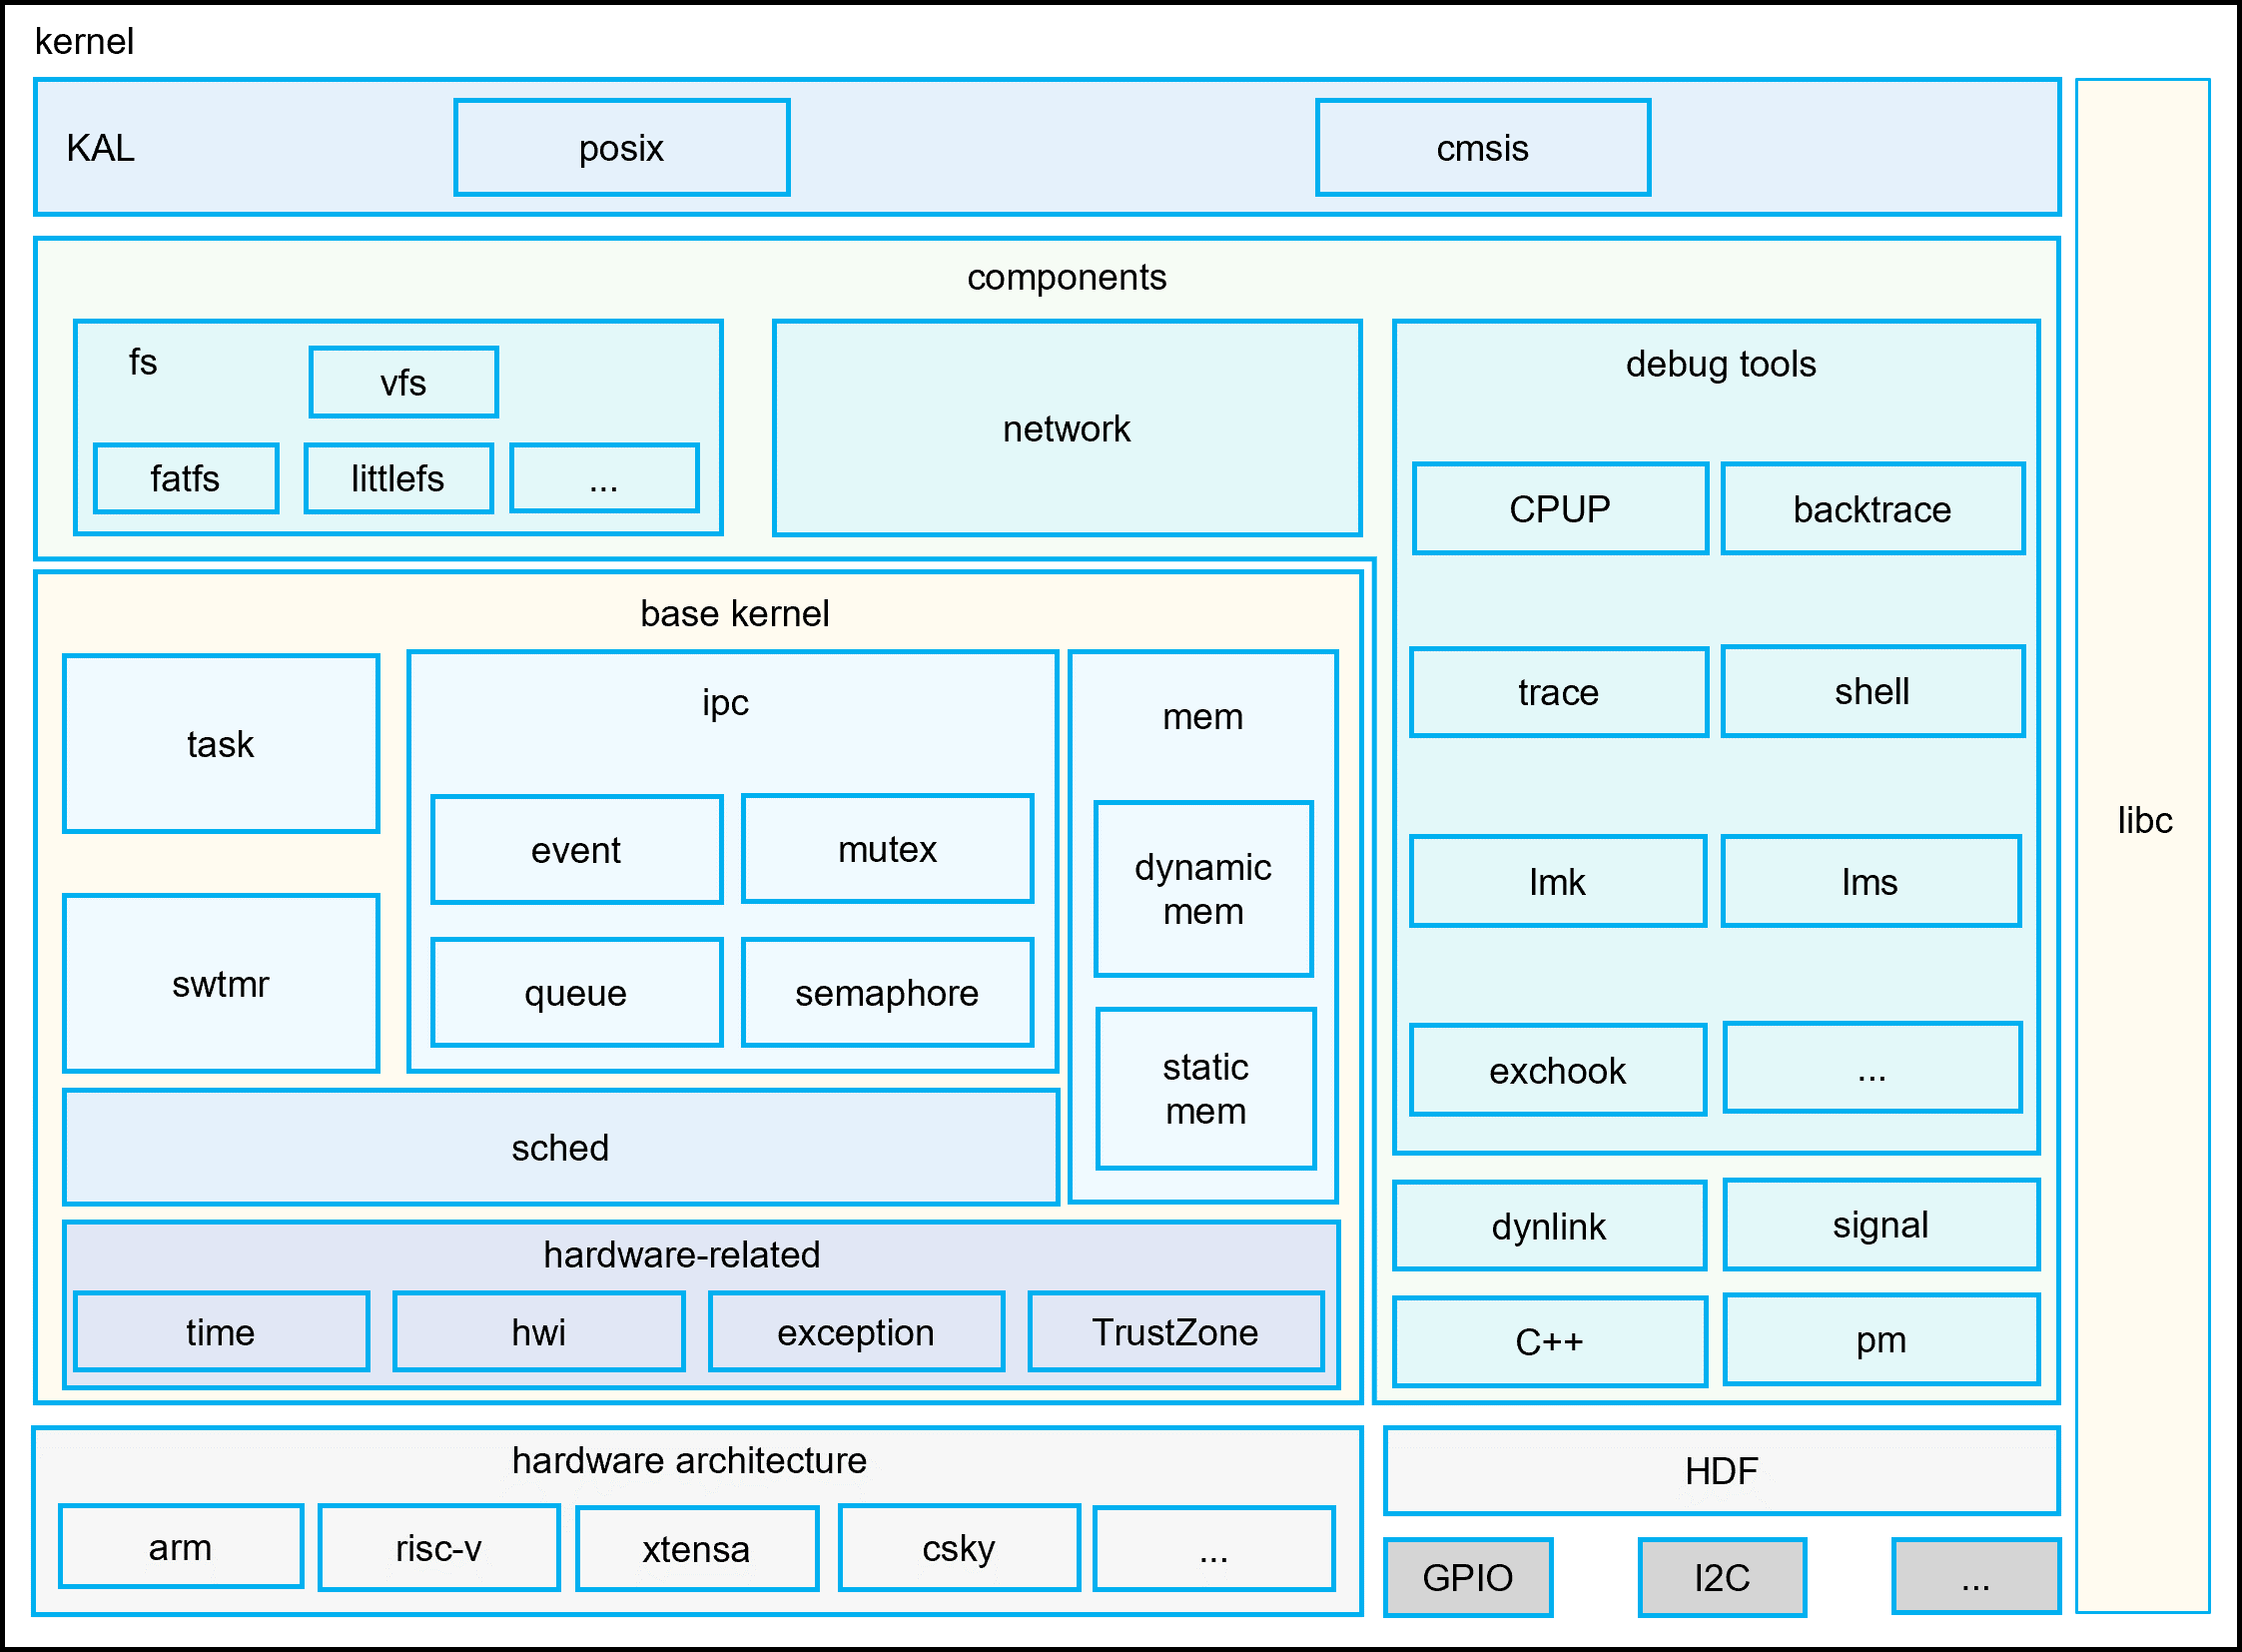 kernel
KAL
posix
cmsis
components
fs
vfs
fatfs
littlefs
...
network
debug tools
CPUP
backtrace
trace
shell
lmk
lms
exchook
...
dynlink
signal
C++
pm
base kernel
task
swtmr
ipc
event
mutex
queue
semaphore
mem
dynamic
mem
static
mem
sched
hardware-related
time
hwi
exception
TrustZone
hardware architecture
arm
risc-v
xtensa
csky
...
HDF
GPIO
I2C
...
libc